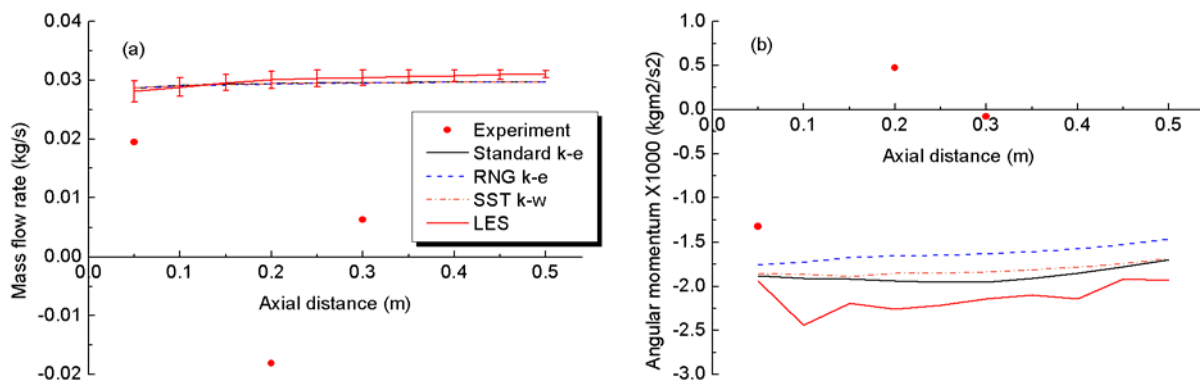 0.04
(a)
0.03
0.02
0.01
0.00
0.0 0.1 0.2 0.3 0.4 0.5
-0.01
-0.02
Mass flow rate (kg/s)
Axial distance (m)
Experiment
Standard k-e
RNG k-e
SST k-w
LES
1.0
(b)
0.5
0.0
0.0 0.1 0.2 0.3 0.4 0.5
-0.5
-1.0
-1.5
-2.0
-2.5
-3.0
Angular momentum X1000 (kgm2/s2)
Axial distance (m)